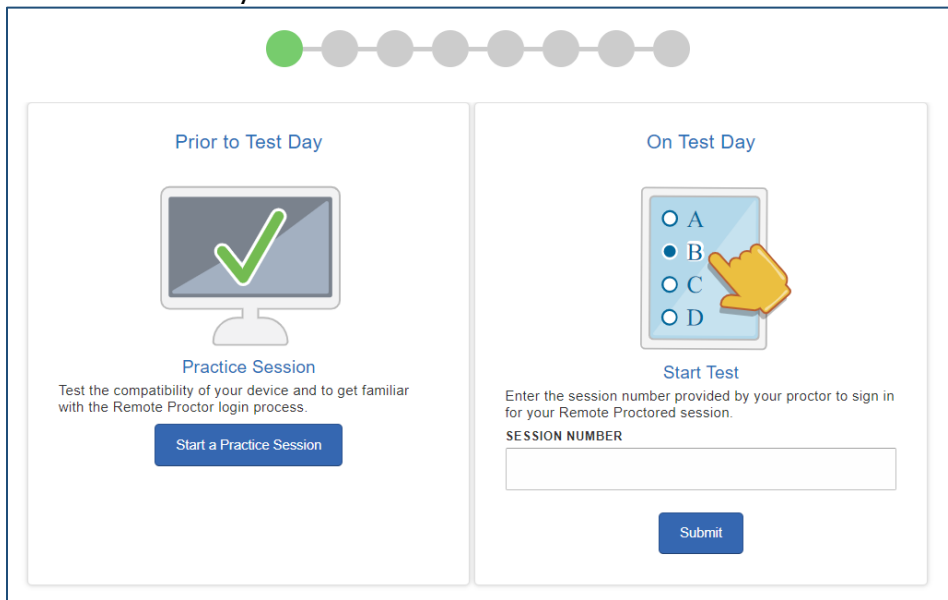 Prior to Test Day
Practice Session
Test the compatibility of your device and to get familiar
with the Remote Proctor login process.
Start a Practice Session
On Test Day
A
B
C
D
Start Test
Enter the session number provided by your proctor to sign in
for your Remote Proctored session.
SESSION NUMBER
Submit